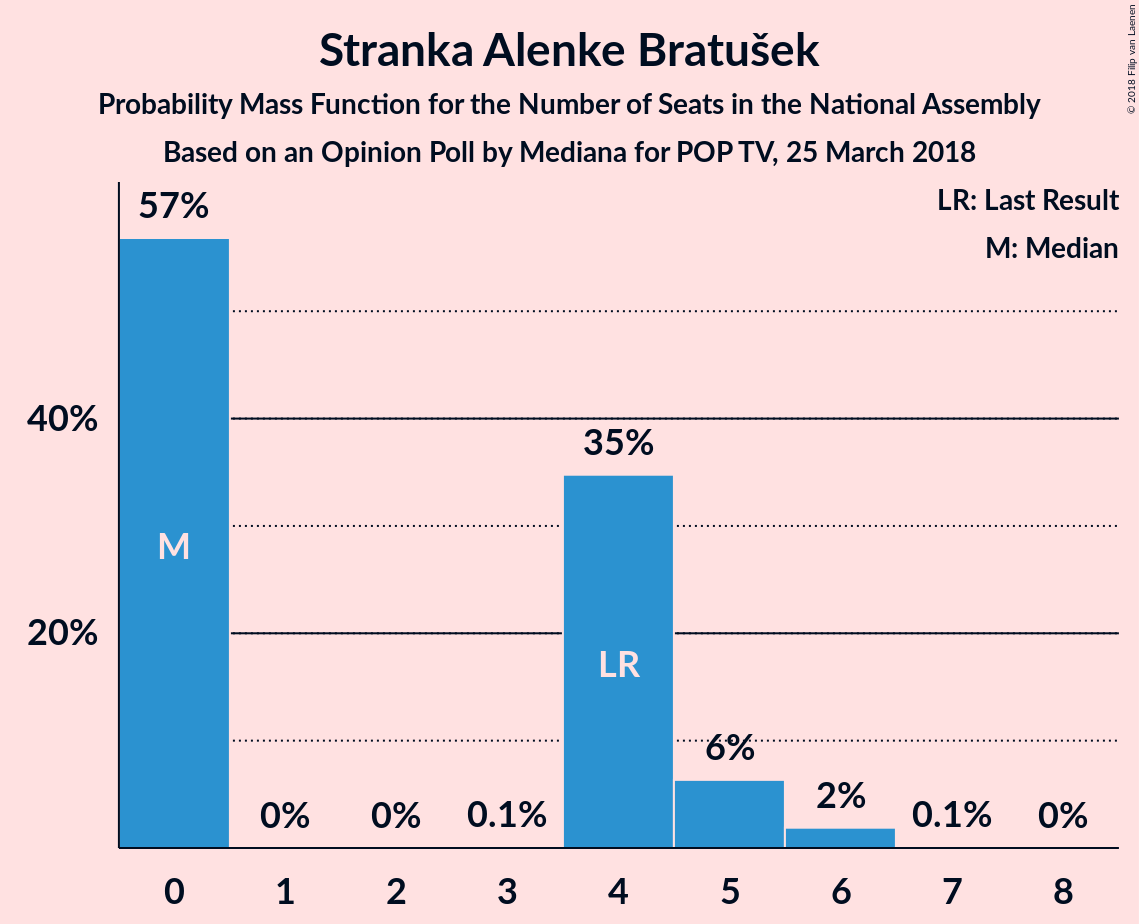 Stranka Alenke Bratušek
Probability Mass Function for the Number of Seats in the National Assembly
Based on an Opinion Poll by Mediana for POP TV, 25 March 2018
© 2018 Filip van Laenen
LR: Last Result
M: Median
57%
40%
35%
M
20%
LR
6%
2%
0%
0%
0.1%
0.1%
0%
0 1 2 3 4 5 6 7 8